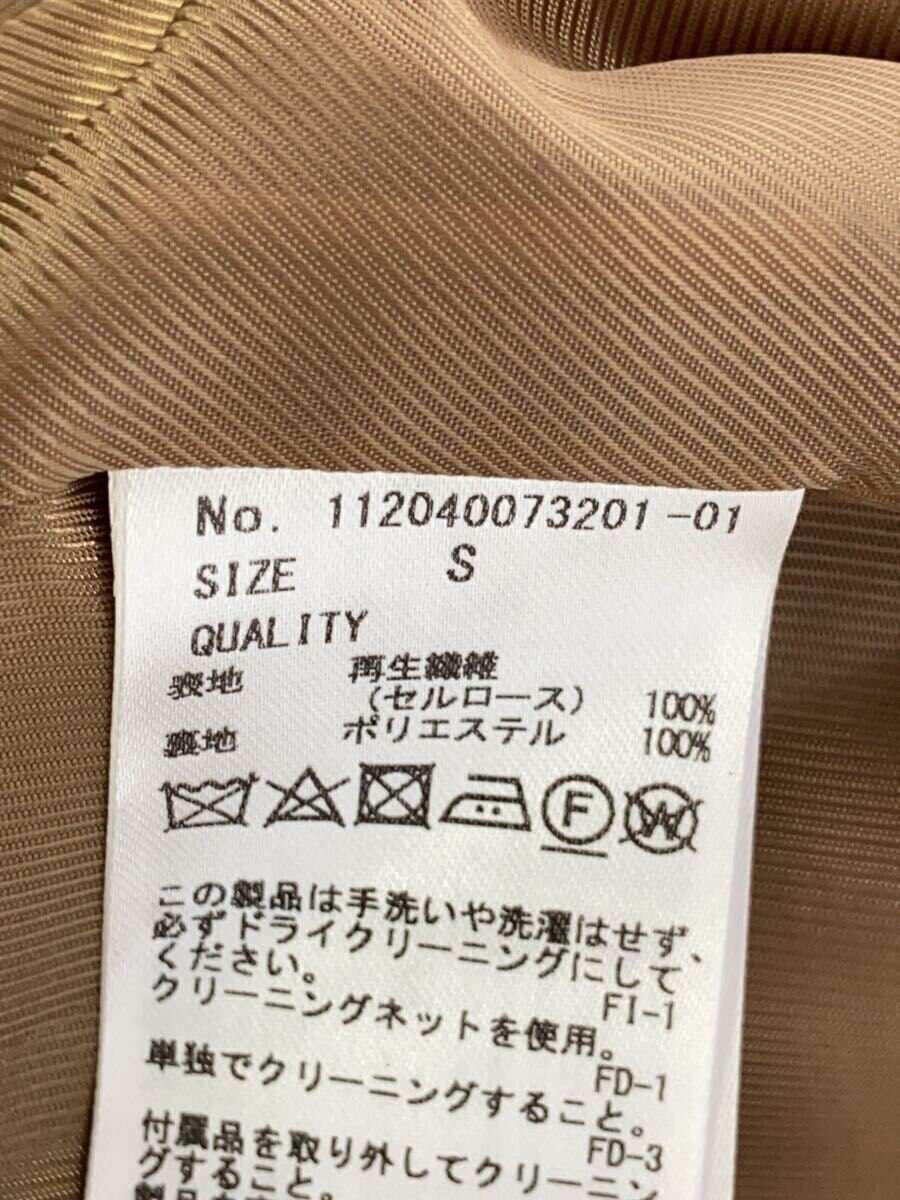 No. 112040073201-01
SIZE S
QUALITY
表地 再生繊維
(セルロース) 100%
裏地 ポリエステル 100%
F
W
この製品は手洗いや洗濯はせず、
必ずドライクリーニングにして
ください。
FI-1
クリーニングネットを使用。
FD-1
単独でクリーニングすること。
FD-3
付属品を取り外してクリーニン
グすること。